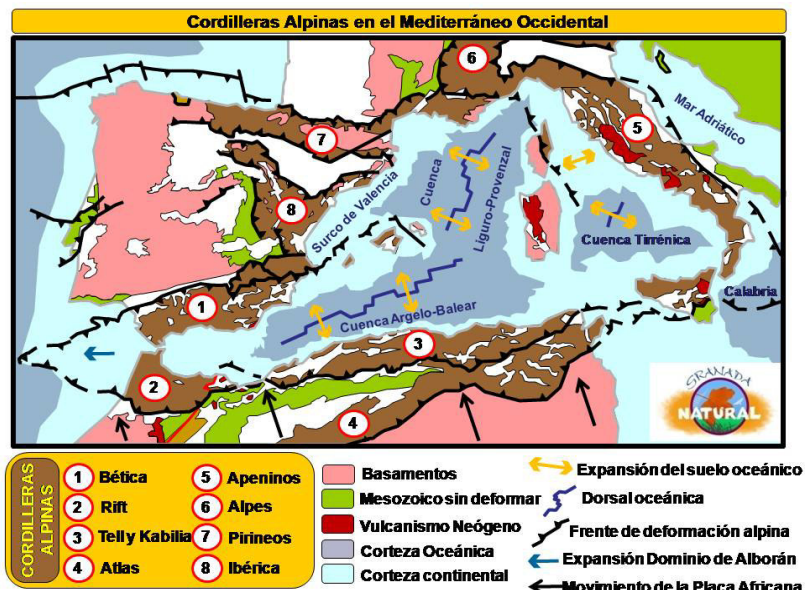 Cordilleras Alpinas en el Mediterráneo Occidental
6
Mar Adriático
5
7
Cuenca
Liguro-Provenzal
Surco de Valencia
8
Cuenca Tirrénica
Calabria
1
Cuenca Argelo-Balear
3
2
4
GRANADA
NATURAL
CORDILLERAS
ALPINAS
1 Bética
2 Rift
3 Tell y Kabilia
4 Atlas
5 Apeninos
6 Alpes
7 Pirineos
8 Ibérica
Basamentos
Mesozoico sin deformar
Vulcanismo Neógeno
Corteza Oceánica
Corteza continental
Expansión del suelo oceánico
Dorsal oceánica
Frente de deformación alpina
Expansión Dominio de Alborán
Movimiento de la Placa Africana